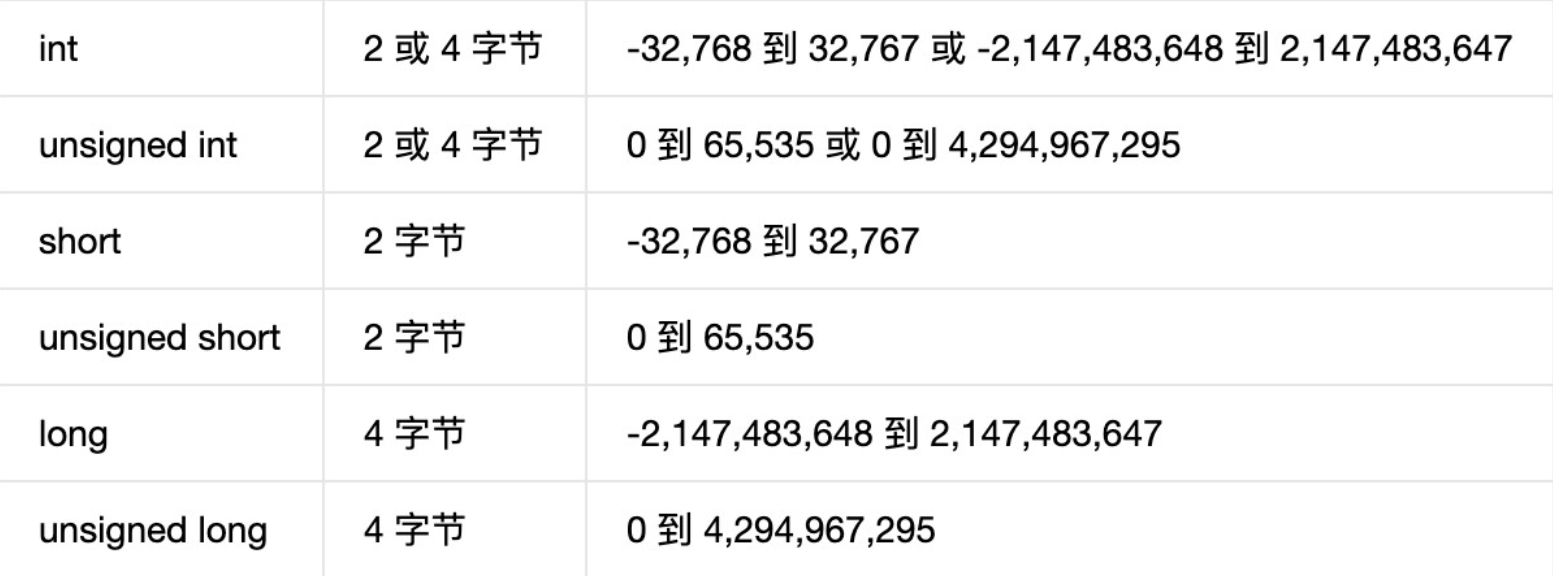 int 2 或 4 字节 -32,768 到 32,767 或 -2,147,483,648 到 2,147,483,647
unsigned int 2 或 4 字节 0 到 65,535 或 0 到 4,294,967,295
short 2 字节 -32,768 到 32,767
unsigned short 2 字节 0 到 65,535
long 4 字节 -2,147,483,648 到 2,147,483,647
unsigned long 4 字节 0 到 4,294,967,295